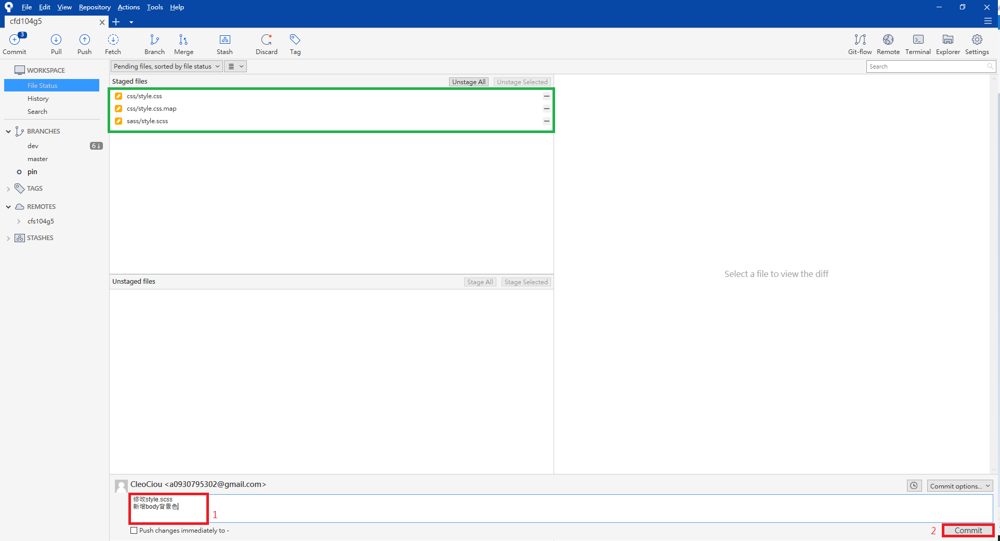 File Edit View Repository Actions Tools Help
cfd104g5
3
Commit Pull Push Fetch Branch Merge Stash Discard Tag Git-flow Remote Terminal Explorer Settings
WORKSPACE
File Status
History
Search
BRANCHES
dev 6↓
master
pin
TAGS
REMOTES
cfs104g5
STASHES
Pending files, sorted by file status
Search
Staged files Unstage All Unstage Selected
css/style.css
css/style.css.map
sass/style.scss
Unstaged files Stage All Stage Selected
Select a file to view the diff
CleoCiou <a0930795302@gmail.com> Commit options...
修改style.scss
新增body背景色
1
Push changes immediately to -
2 Commit